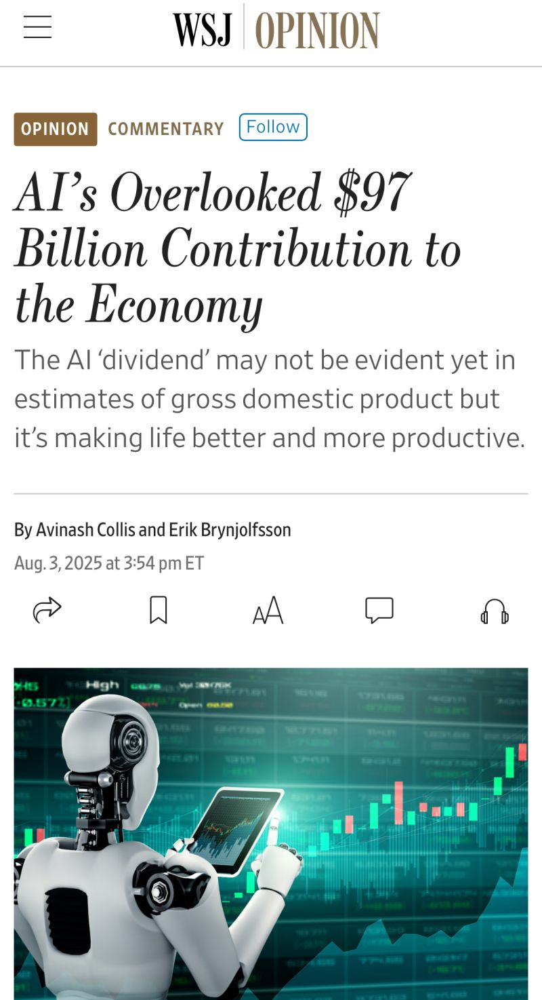 WSJ | OPINION
OPINION COMMENTARY Follow
AI’s Overlooked $97
Billion Contribution to
the Economy
The AI ‘dividend’ may not be evident yet in
estimates of gross domestic product but
it’s making life better and more productive.
By Avinash Collis and Erik Brynjolfsson
Aug. 3, 2025 at 3:54 pm ET
AA
High
Open